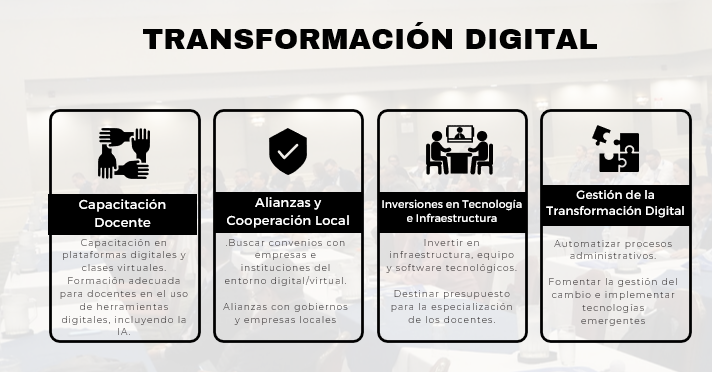 TRANSFORMACIÓN DIGITAL
Capacitación
Docente
Capacitación en
plataformas digitales y
clases virtuales.
Formación adecuada
para docentes en el uso
de herramientas
digitales, incluyendo la
IA.
Alianzas y
Cooperación Local
.Buscar convenios con
empresas e
instituciones del
entorno digital/virtual.
Alianzas con gobiernos
y empresas locales
Inversiones en Tecnología
e Infraestructura
Invertir en
infraestructura, equipo
y software tecnológicos.
Destinar presupuesto
para la especialización
de los docentes.
Gestión de la
Transformación Digital
Automatizar procesos
administrativos.
Fomentar la gestión del
cambio e implementar
tecnologías
emergentes